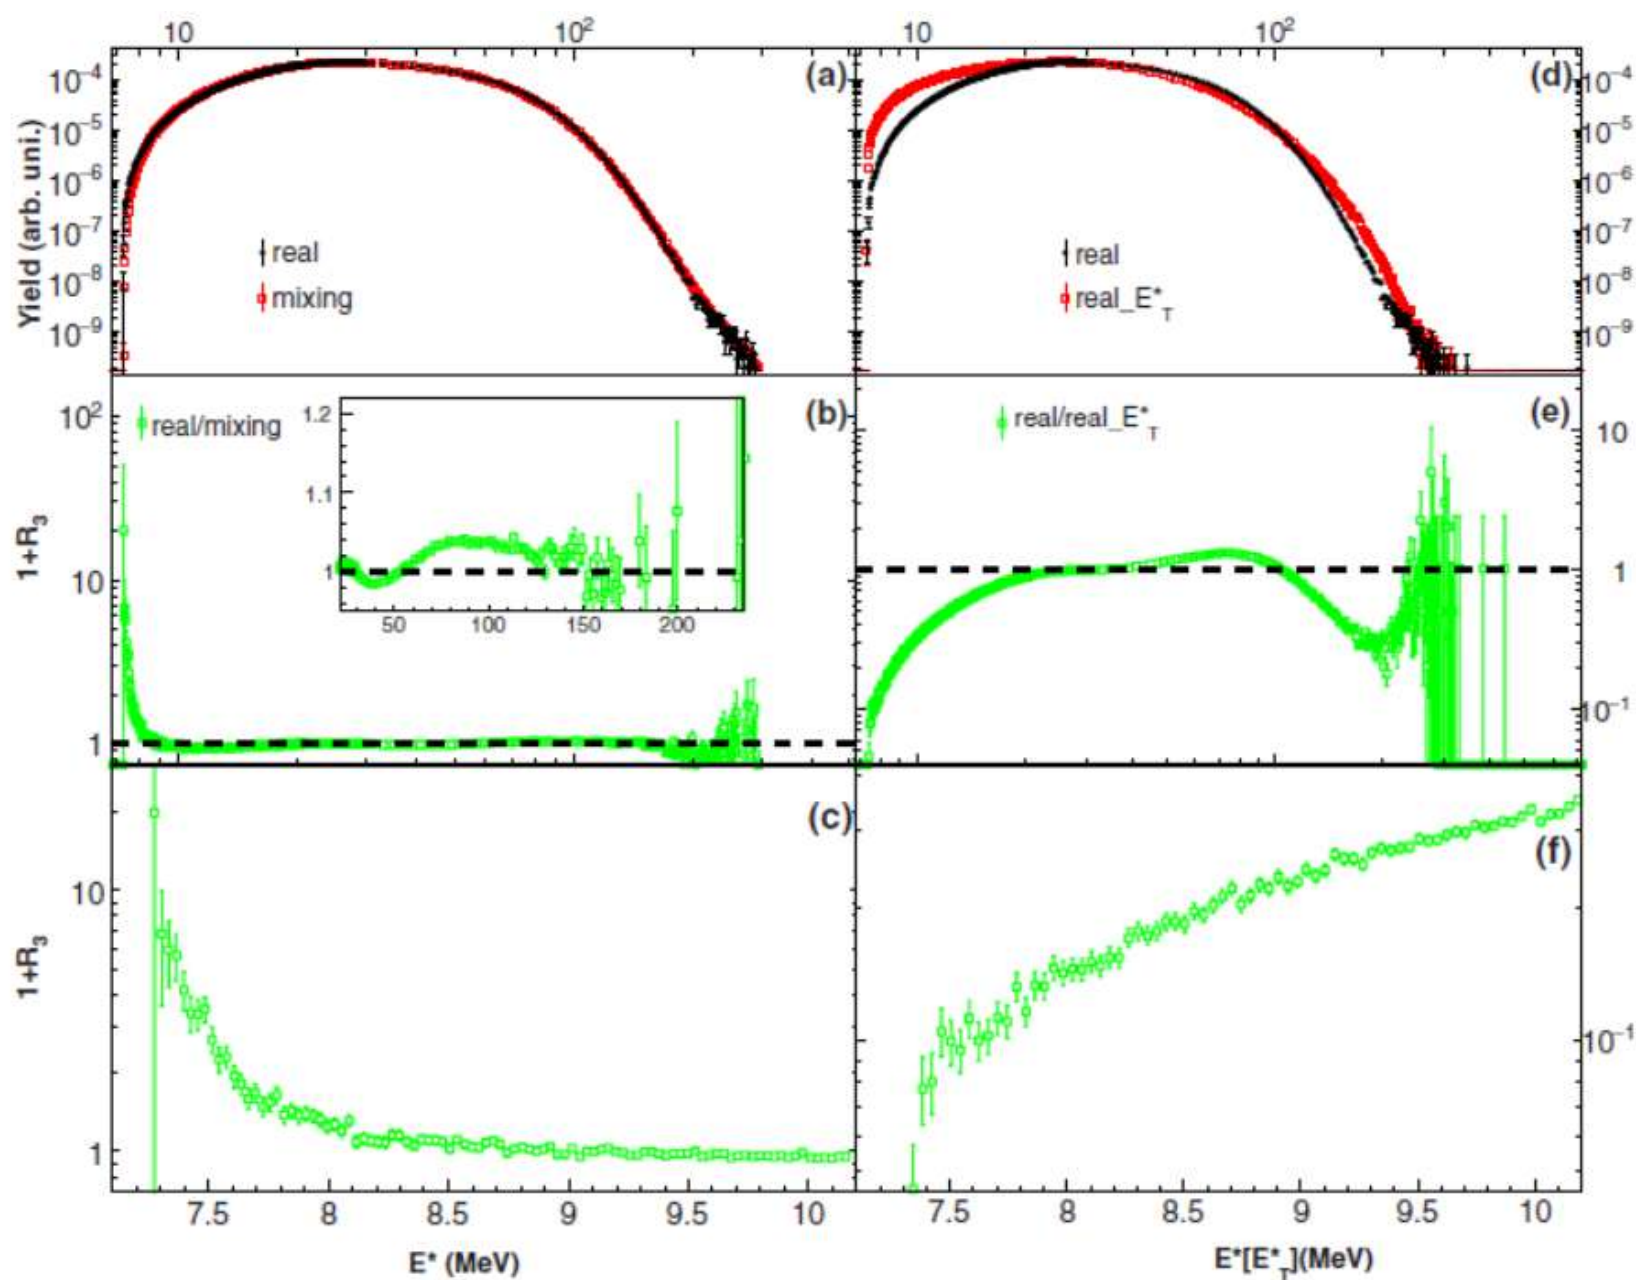 10 10² 10 10²
(a) (d)
10⁻⁴ 10⁻⁴
10⁻⁵ 10⁻⁵
10⁻⁶ 10⁻⁶
10⁻⁷ 10⁻⁷
10⁻⁸ 10⁻⁸
10⁻⁹ 10⁻⁹
Yield (arb. uni.)
real
mixing
real
real_E*_T
(b) (e)
10²
10
1
1+R₃
real/mixing
1.2
1.1
1
50 100 150 200
real/real_E*_T
10
1
10⁻¹
(c) (f)
10
1
1+R₃
10⁻¹
7.5 8 8.5 9 9.5 10
7.5 8 8.5 9 9.5 10
E* (MeV)
E*[E*_T](MeV)